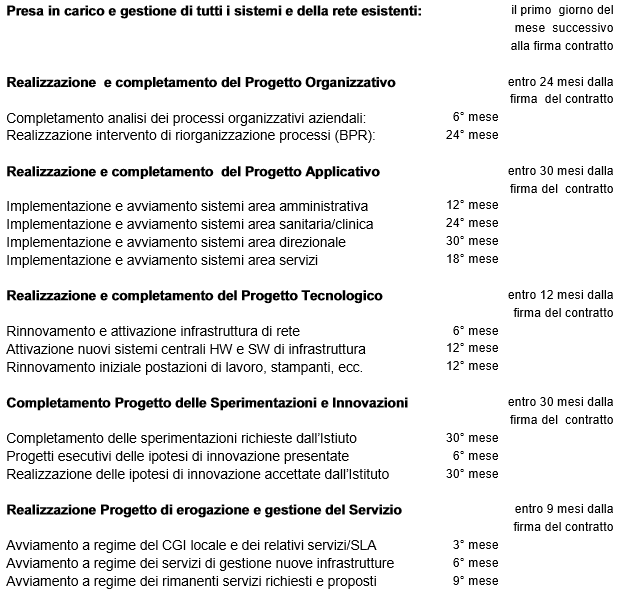 Presa in carico e gestione di tutti i sistemi e della rete esistenti: il primo giorno del
mese successivo
alla firma contratto
Realizzazione e completamento del Progetto Organizzativo entro 24 mesi dalla
firma del contratto
Completamento analisi dei processi organizzativi aziendali: 6° mese
Realizzazione intervento di riorganizzazione processi (BPR): 24° mese
Realizzazione e completamento del Progetto Applicativo entro 30 mesi dalla
firma del contratto
Implementazione e avviamento sistemi area amministrativa 12° mese
Implementazione e avviamento sistemi area sanitaria/clinica 24° mese
Implementazione e avviamento sistemi area direzionale 30° mese
Implementazione e avviamento sistemi area servizi 18° mese
Realizzazione e completamento del Progetto Tecnologico entro 12 mesi dalla
firma del contratto
Rinnovamento e attivazione infrastruttura di rete 6° mese
Attivazione nuovi sistemi centrali HW e SW di infrastruttura 12° mese
Rinnovamento iniziale postazioni di lavoro, stampanti, ecc. 12° mese
Completamento Progetto delle Sperimentazioni e Innovazioni entro 30 mesi dalla
firma del contratto
Completamento delle sperimentazioni richieste dall'Istiuto 30° mese
Progetti esecutivi delle ipotesi di innovazione presentate 6° mese
Realizzazione delle ipotesi di innovazione accettate dall'Istituto 30° mese
Realizzazione Progetto di erogazione e gestione del Servizio entro 9 mesi dalla
firma del contratto
Avviamento a regime del CGI locale e dei relativi servizi/SLA 3° mese
Avviamento a regime dei servizi di gestione nuove infrastrutture 6° mese
Avviamento a regime dei rimanenti servizi richiesti e proposti 9° mese